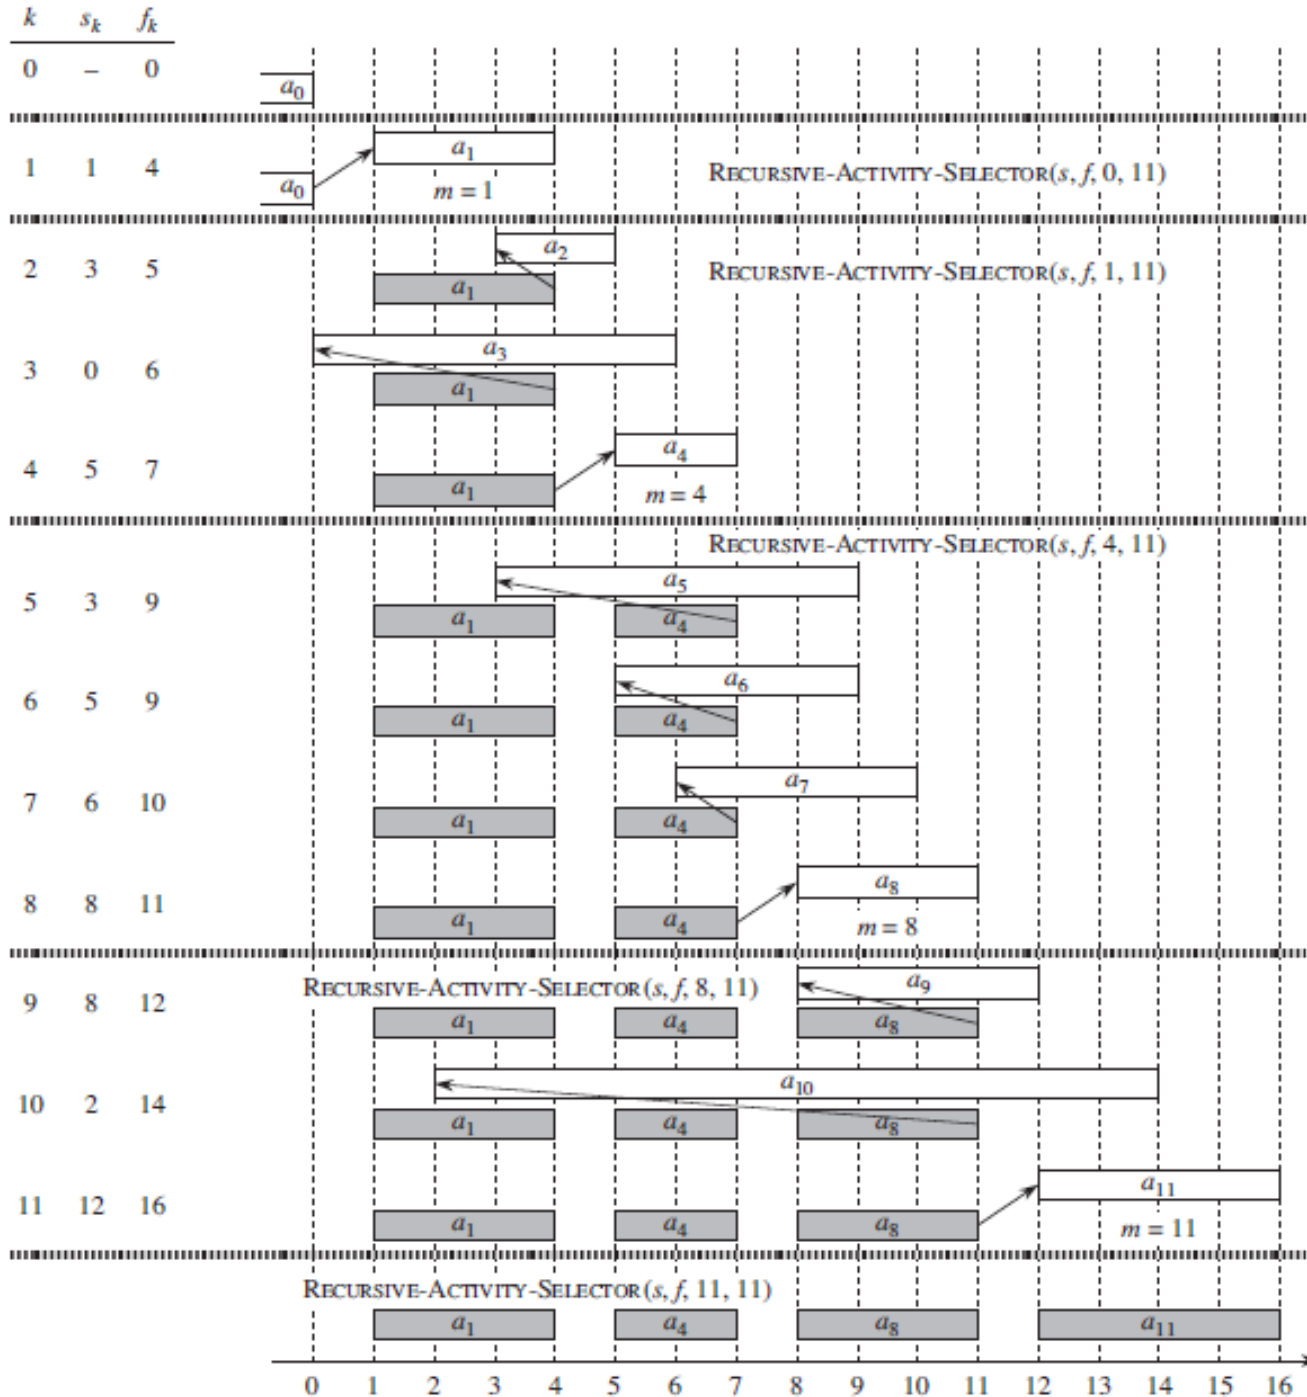 k s_k f_k
0 – 0
a_0
1 1 4
a_1
a_0
m = 1
RECURSIVE-ACTIVITY-SELECTOR(s, f, 0, 11)
2 3 5
a_2
a_1
RECURSIVE-ACTIVITY-SELECTOR(s, f, 1, 11)
3 0 6
a_3
a_1
4 5 7
a_4
a_1
m = 4
RECURSIVE-ACTIVITY-SELECTOR(s, f, 4, 11)
5 3 9
a_5
a_1 a_4
6 5 9
a_6
a_1 a_4
7 6 10
a_7
a_1 a_4
8 8 11
a_8
a_1 a_4
m = 8
9 8 12
RECURSIVE-ACTIVITY-SELECTOR(s, f, 8, 11)
a_9
a_1 a_4 a_8
10 2 14
a_10
a_1 a_4 a_8
11 12 16
a_11
a_1 a_4 a_8
m = 11
RECURSIVE-ACTIVITY-SELECTOR(s, f, 11, 11)
a_1 a_4 a_8 a_11
0 1 2 3 4 5 6 7 8 9 10 11 12 13 14 15 16